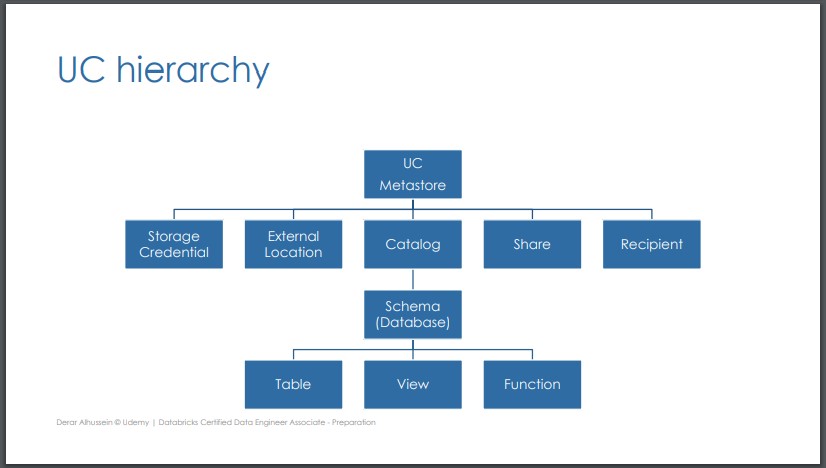 UC hierarchy
UC
Metastore
Storage
Credential
External
Location
Catalog
Share
Recipient
Schema
(Database)
Table
View
Function
Derar Alhussein © Udemy | Databricks Certified Data Engineer Associate - Preparation